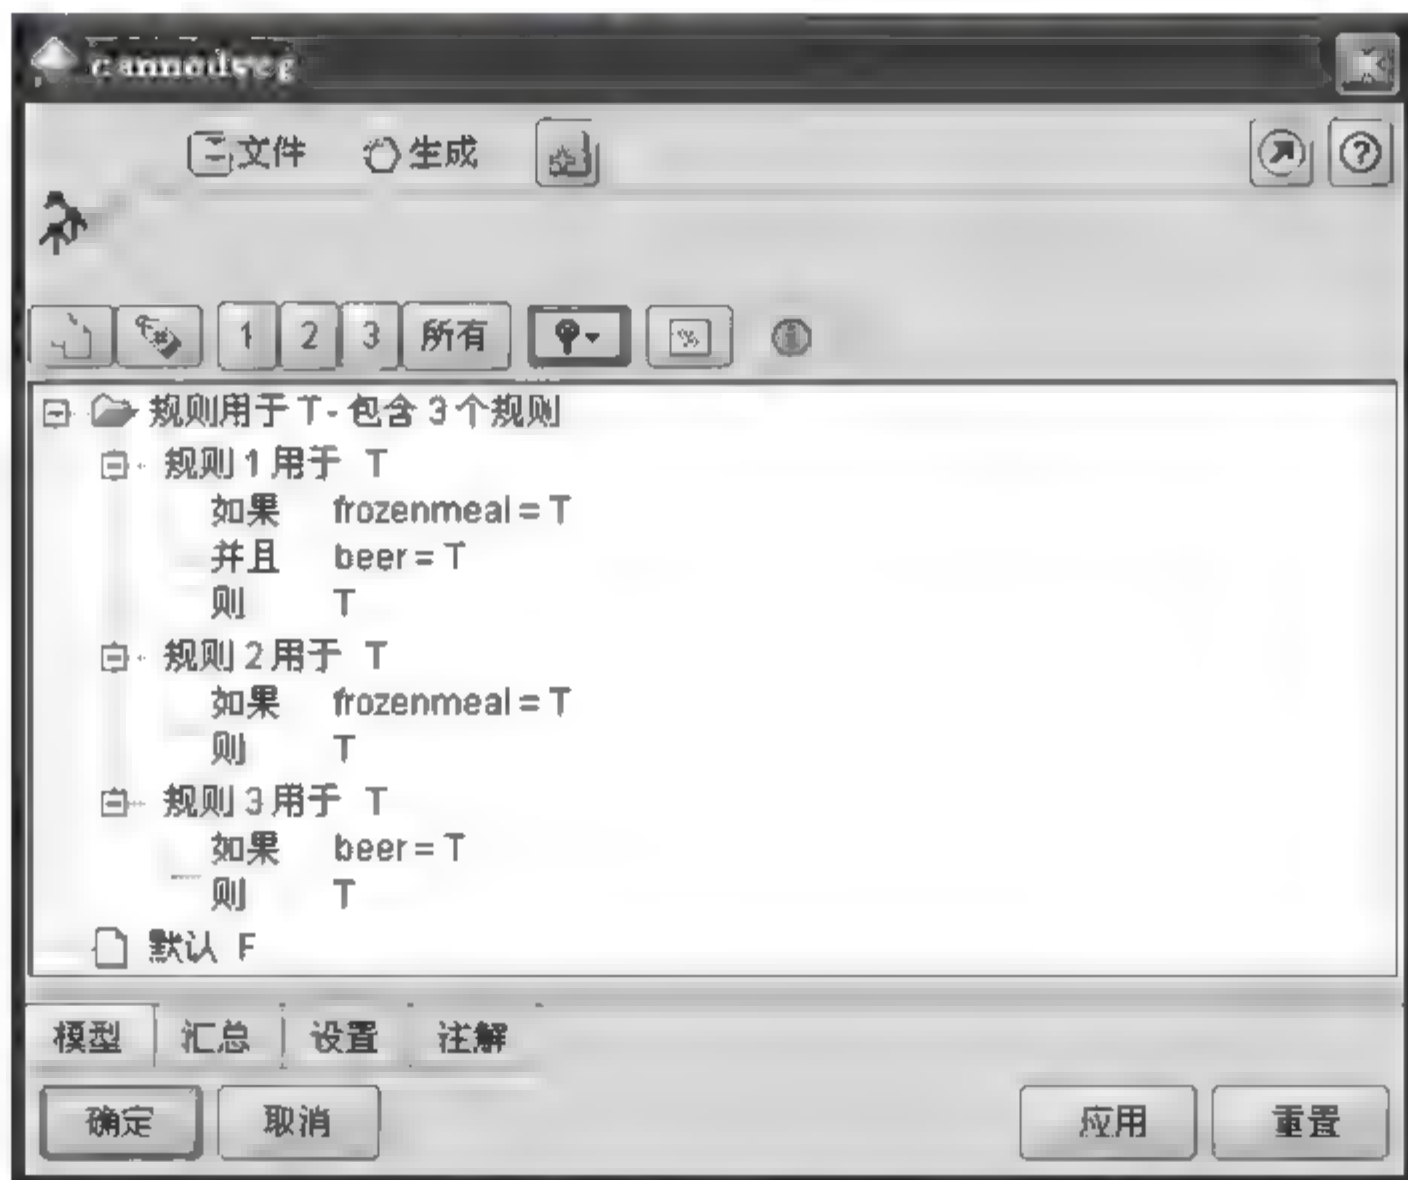 cannedveg
文件 生成
1 2 3 所有
规则用于 T - 包含 3 个规则
规则 1 用于 T
如果 frozenmeal = T
并且 beer = T
则 T
规则 2 用于 T
如果 frozenmeal = T
则 T
规则 3 用于 T
如果 beer = T
则 T
默认 F
模型 汇总 设置 注解
确定 取消 应用 重置